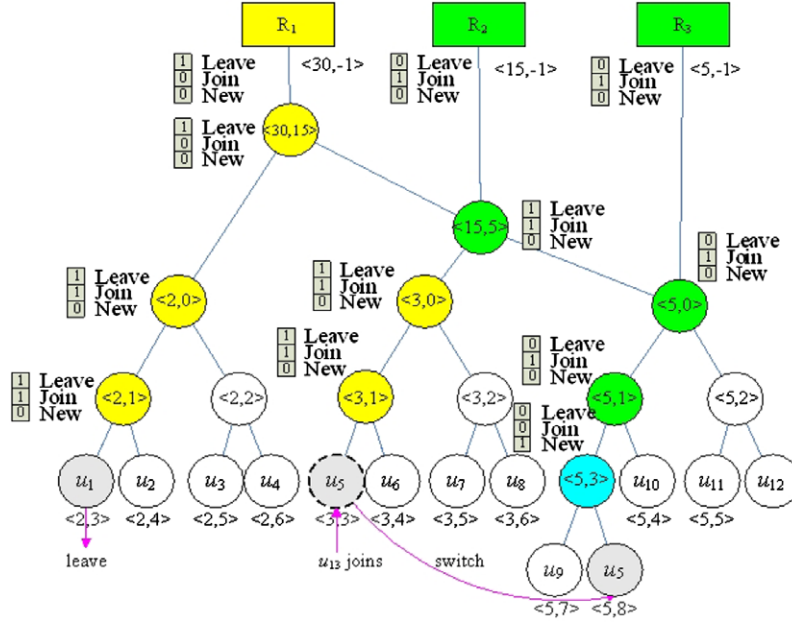 R1 R2 R3
1 Leave 0 Leave 0 Leave
0 Join <30,-1> 1 Join <15,-1> 1 Join <5,-1>
0 New 0 New 0 New
1 Leave
0 Join <30,15>
0 New
<15,5> 1 Leave
1 Join
0 New
0 Leave
1 Join
0 New
1 Leave 1 Leave
1 Join <2,0> 1 Join <3,0> <5,0>
0 New 0 New
1 Leave 0 Leave
1 Join 1 Join
0 New 0 New
1 Leave
1 Join <2,1> <2,2> <3,1> <3,2> <5,1> <5,2>
0 New
0 Leave
0 Join
1 New
u1 u2 u3 u4 u5 u6 u7 u8 <5,3> u10 u11 u12
<2,3> <2,4> <2,5> <2,6> <3,3> <3,4> <3,5> <3,6> <5,4> <5,5>
leave u13 joins switch
u9 u5
<5,7> <5,8>